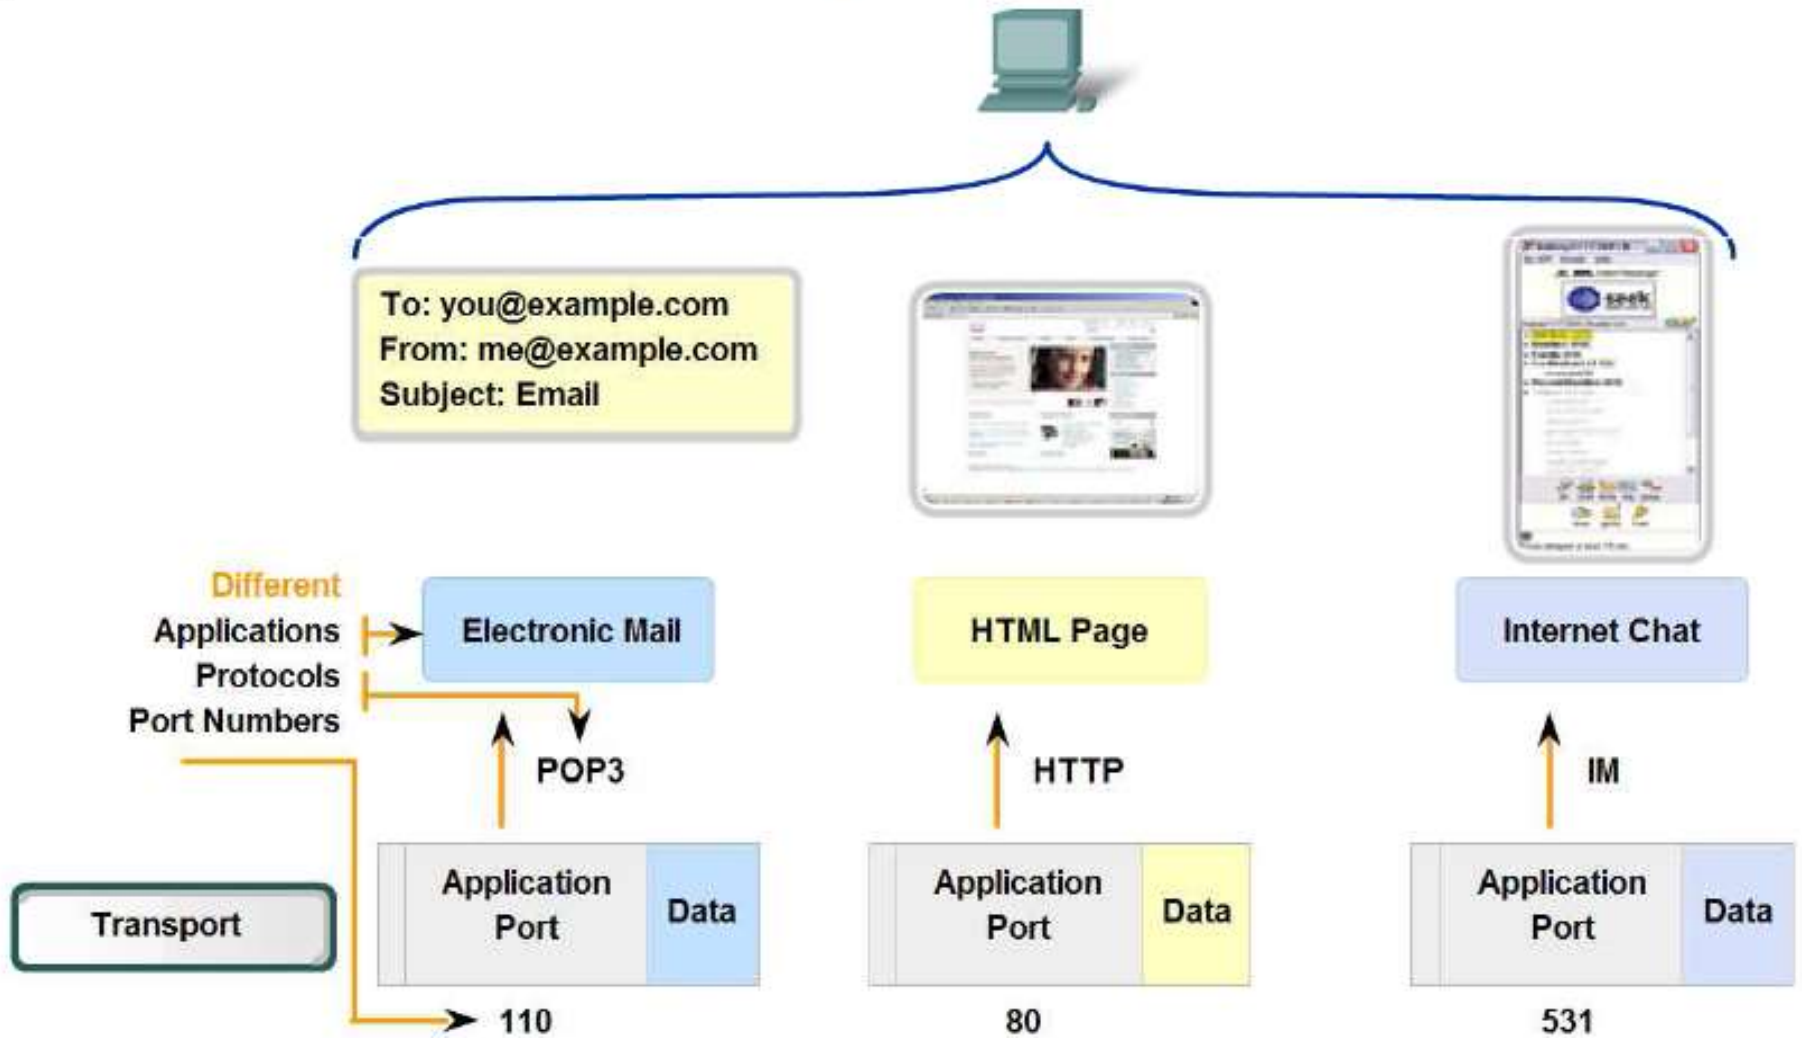 To: you@example.com
From: me@example.com
Subject: Email
seek
Different
Applications
Protocols
Port Numbers
Electronic Mail
HTML Page
Internet Chat
POP3
HTTP
IM
Transport
Application
Port
Data
Application
Port
Data
Application
Port
Data
110
80
531